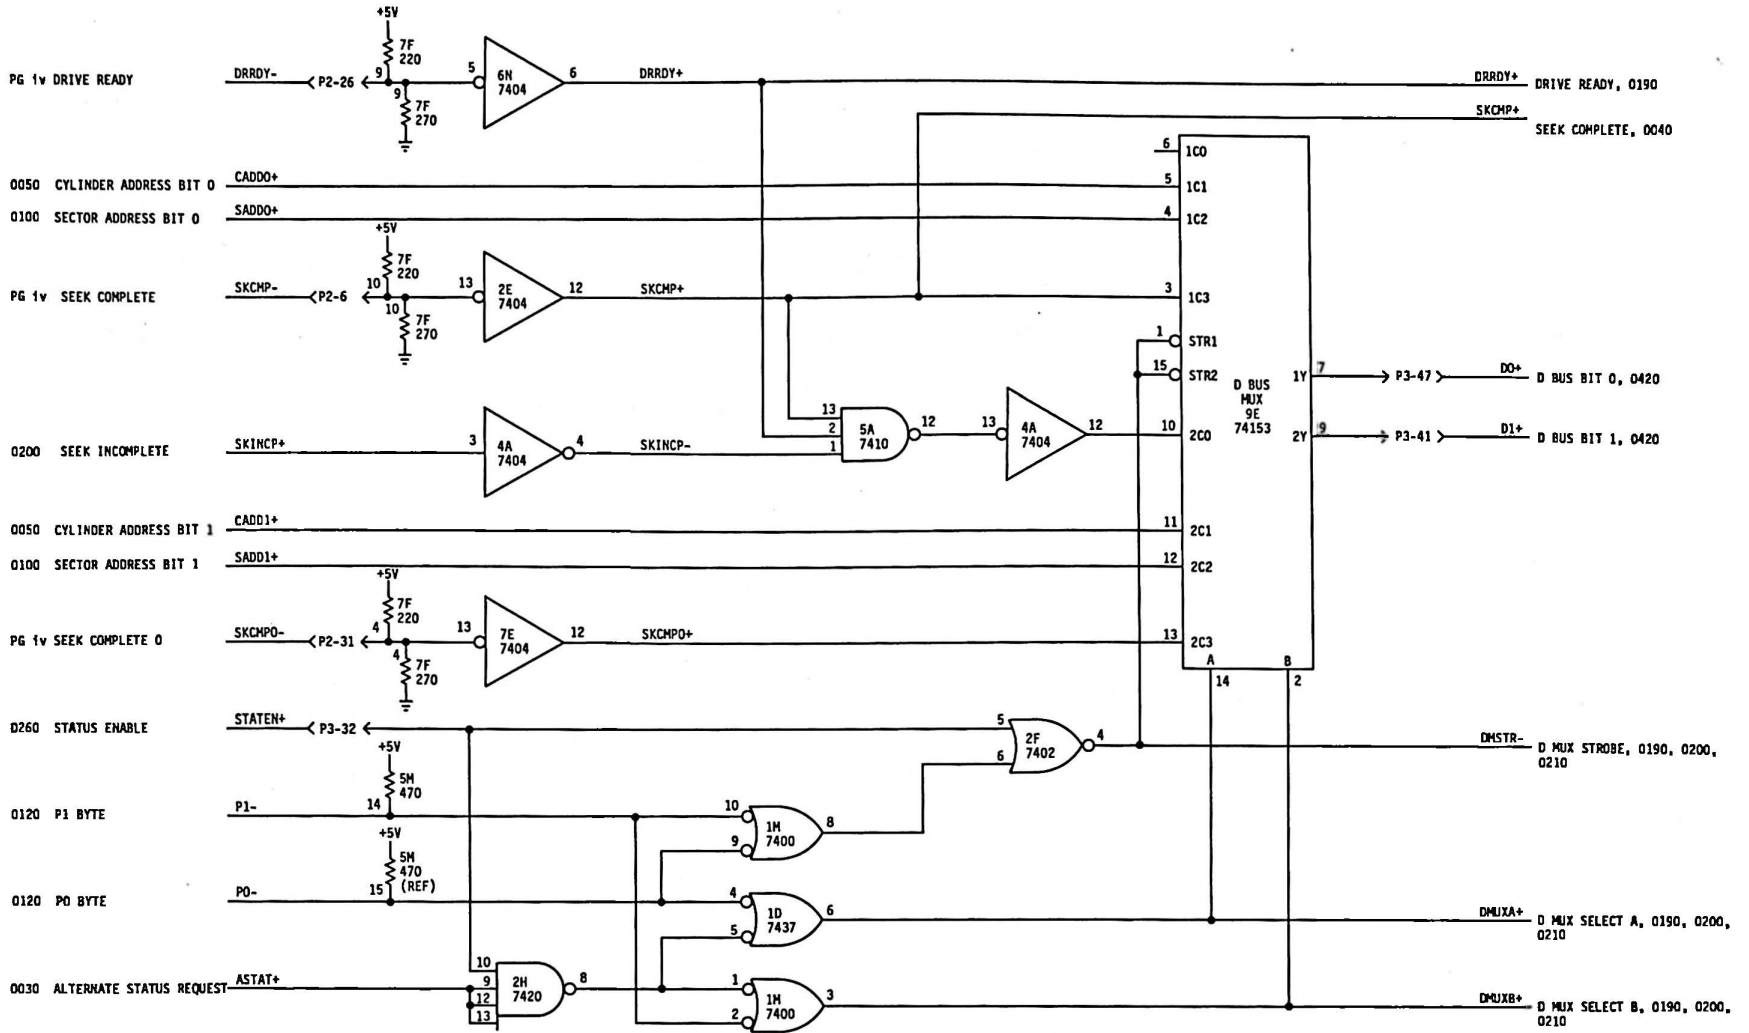 +5V
7F
220
PG iv DRIVE READY DRRDY- P2-26 9 5 6N 7404 6 DRRDY+ DRRDY+ DRIVE READY, 0190
9
7F
270
SKCMP+ SEEK COMPLETE, 0040
6 1C0
0050 CYLINDER ADDRESS BIT 0 CADD0+ 5 1C1
0100 SECTOR ADDRESS BIT 0 SADD0+ 4 1C2
+5V
7F
220
PG iv SEEK COMPLETE SKCMP- P2-6 10 13 2E 7404 12 SKCMP+ 3 1C3
10
7F
270
1 STR1
15 STR2
D BUS
MUX
9E
74153
1Y 7 P3-47 D0+ D BUS BIT 0, 0420
2Y 9 P3-41 D1+ D BUS BIT 1, 0420
0200 SEEK INCOMPLETE SKINCP+ 3 4A 7404 4 SKINCP-
13
2
1
5A
7410
12 13 4A 7404 12 10 2C0
0050 CYLINDER ADDRESS BIT 1 CADD1+ 11 2C1
0100 SECTOR ADDRESS BIT 1 SADD1+ 12 2C2
+5V
7F
220
PG iv SEEK COMPLETE 0 SKCMP0- P2-31 4 13 7E 7404 12 SKCMP0+ 13 2C3
4
7F
270
A B
14 2
D260 STATUS ENABLE STATEN+ P3-32 5
6
2F
7402
4 DMSTR- D MUX STROBE, 0190, 0200,
0210
+5V
5M
470
0120 P1 BYTE P1- 14 10
9
1M
7400
8
+5V
5M
470
(REF)
0120 P0 BYTE P0- 15 4
5
1D
7437
6 DMUXA+ D MUX SELECT A, 0190, 0200,
0210
0030 ALTERNATE STATUS REQUEST ASTAT+
10
9
12
13
2H
7420
8 1
2
1M
7400
3 DMUXB+ D MUX SELECT B, 0190, 0200,
0210